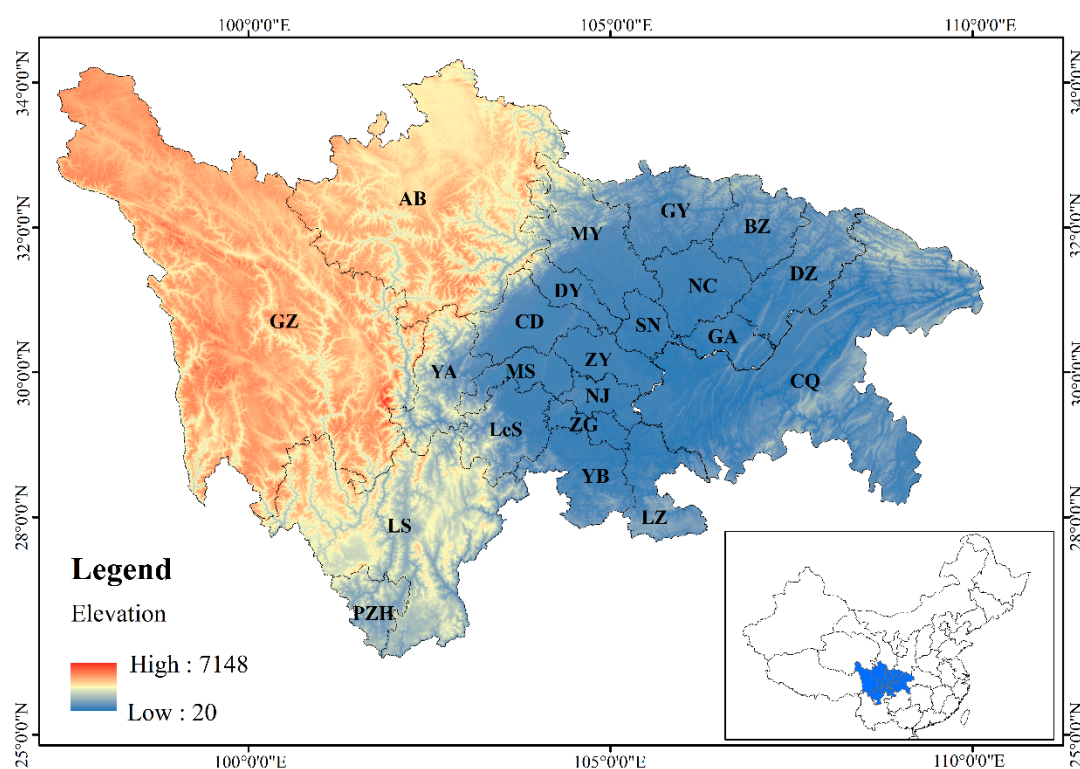 100°0'0"E
105°0'0"E
110°0'0"E
34°0'0"N
34°0'0"N
32°0'0"N
32°0'0"N
30°0'0"N
30°0'0"N
28°0'0"N
28°0'0"N
25°0'0"N
25°0'0"N
AB
GY
BZ
MY
DZ
DY
NC
GZ
CD
SN
GA
ZY
YA
MS
CQ
NJ
ZG
LeS
YB
LZ
LS
PZH
Legend
Elevation
High : 7148
Low : 20
100°0'0"E
105°0'0"E
110°0'0"E